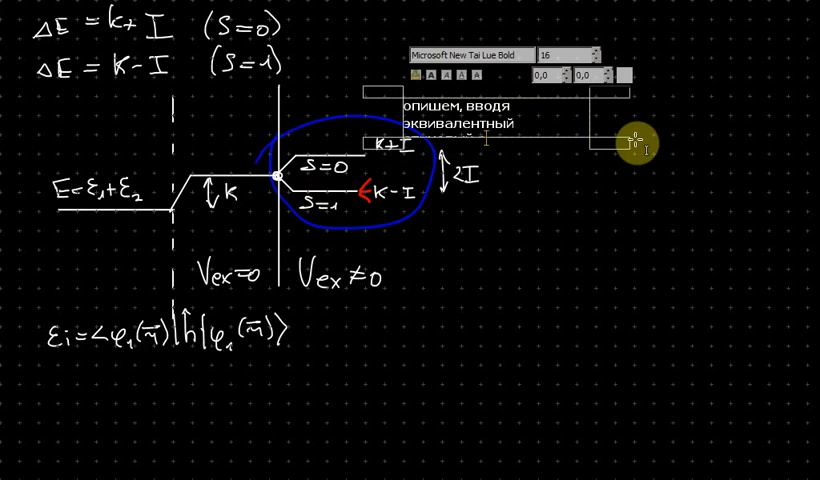 ΔE = k+I (S=0)
ΔE = K-I (S=1)
Microsoft New Tai Lue Bold 16
0,0 0,0
опишем, вводя
эквивалентный
K+I
S=0
E=ε1+ε2
K
S=1
K-I
2I
Vex=0
Vex≠0
εi=<φ1(r⃗)|ĥ|φ1(r⃗)>